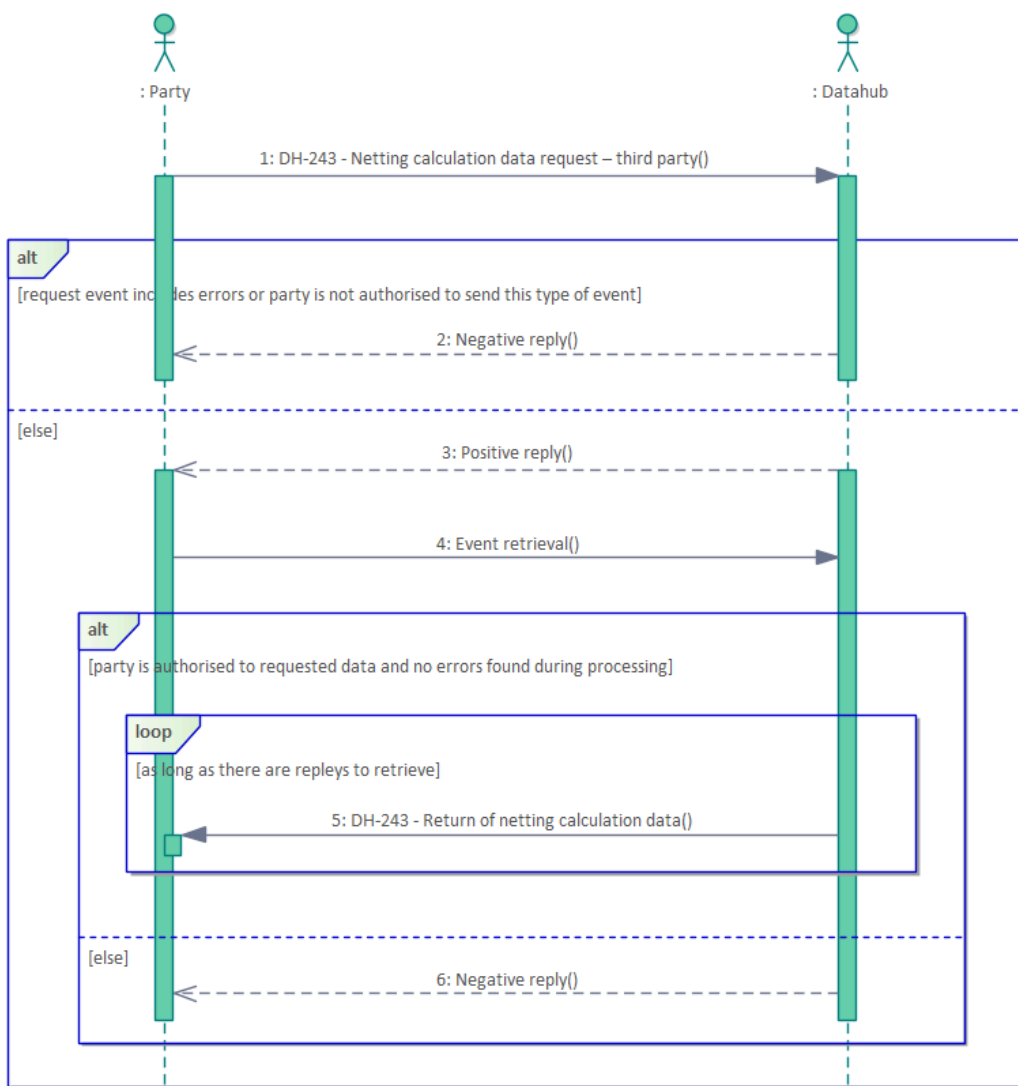 : Party
: Datahub
1: DH-243 - Netting calculation data request – third party()
alt
[request event includes errors or party is not authorised to send this type of event]
2: Negative reply()
[else]
3: Positive reply()
4: Event retrieval()
alt
[party is authorised to requested data and no errors found during processing]
loop
[as long as there are repleys to retrieve]
5: DH-243 - Return of netting calculation data()
[else]
6: Negative reply()